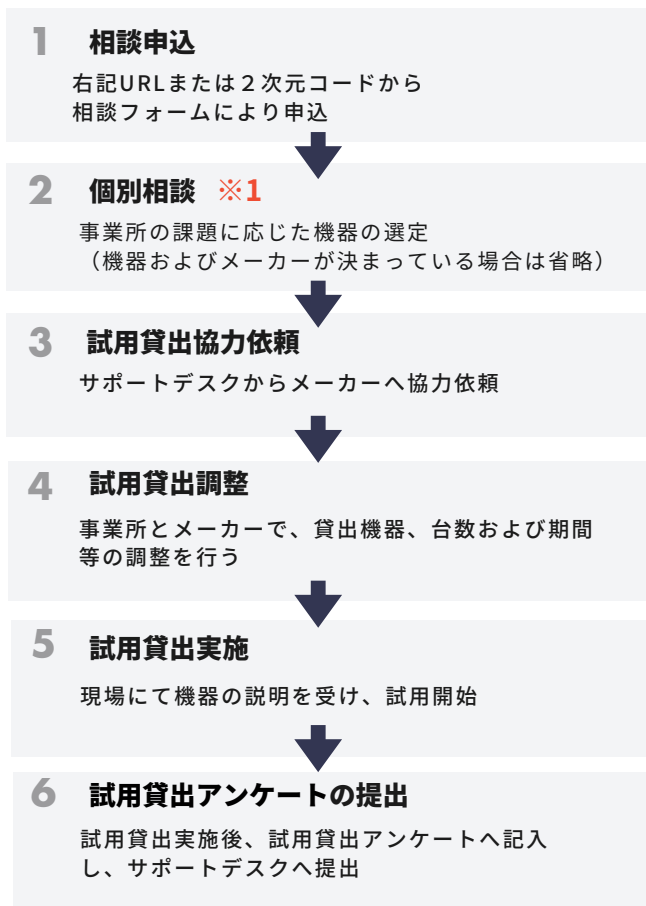 1 相談申込
右記URLまたは２次元コードから
相談フォームにより申込
2 個別相談 ※1
事業所の課題に応じた機器の選定
（機器およびメーカーが決まっている場合は省略）
3 試用貸出協力依頼
サポートデスクからメーカーへ協力依頼
4 試用貸出調整
事業所とメーカーで、貸出機器、台数および期間
等の調整を行う
5 試用貸出実施
現場にて機器の説明を受け、試用開始
6 試用貸出アンケートの提出
試用貸出実施後、試用貸出アンケートへ記入
し、サポートデスクへ提出